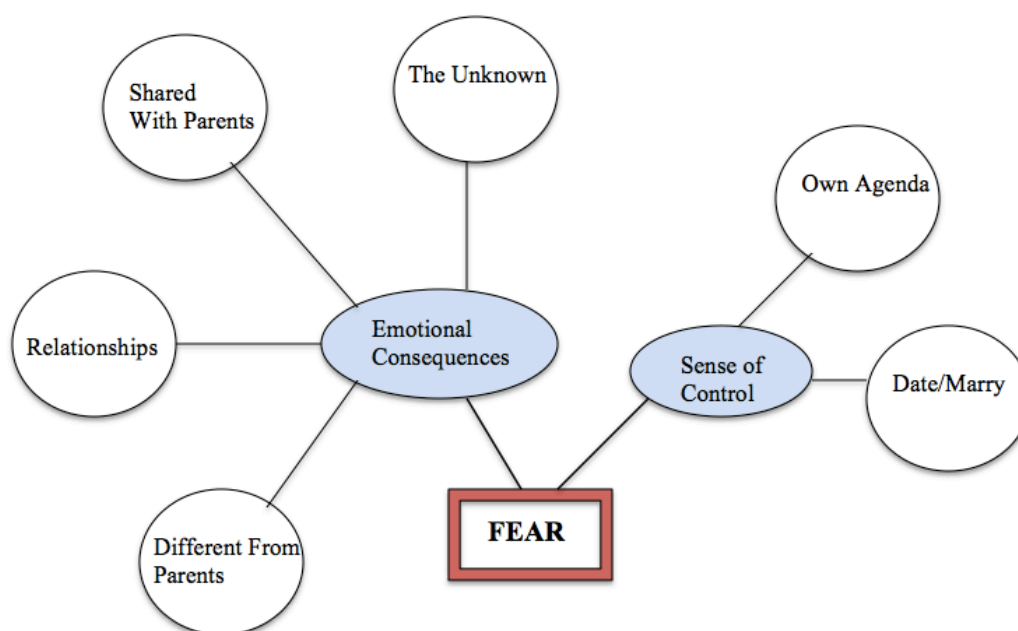 The Unknown
Shared
With Parents
Own Agenda
Emotional
Consequences
Relationships
Sense of
Control
Date/Marry
FEAR
Different From
Parents